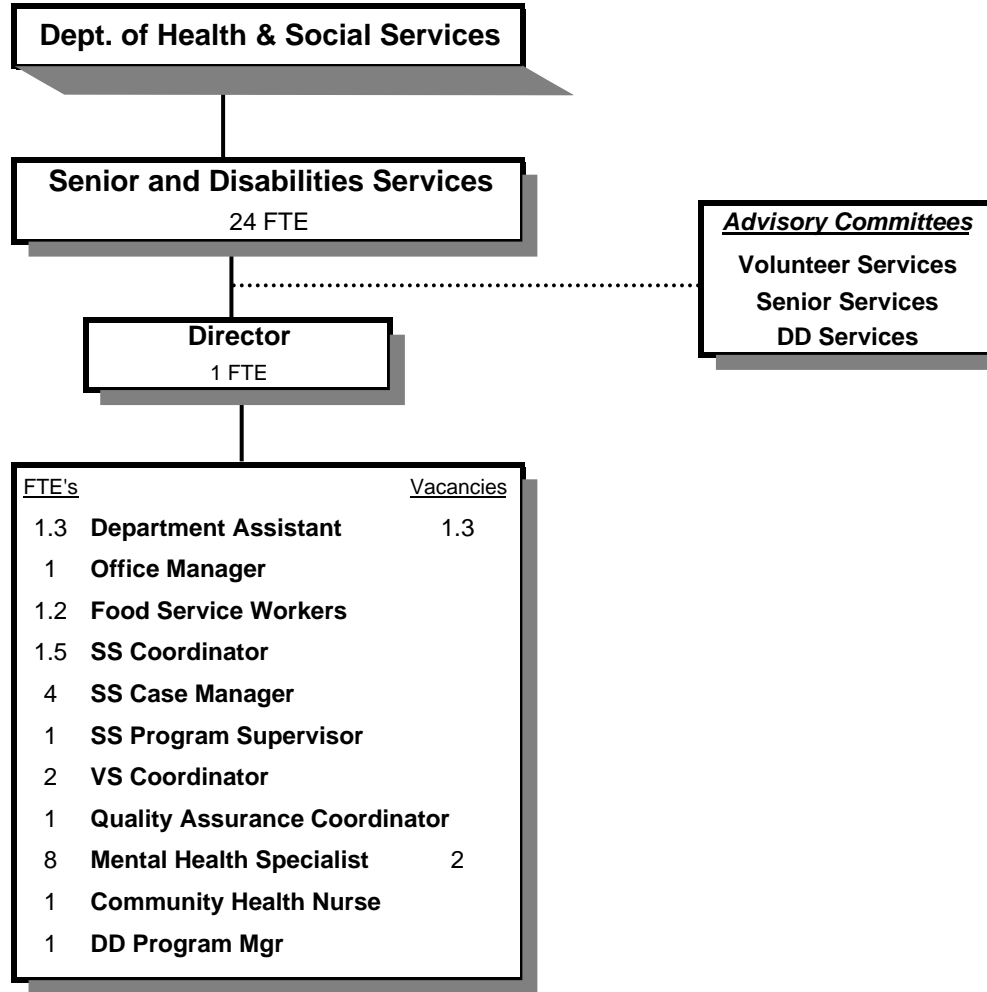 Dept. of Health & Social Services
Senior and Disabilities Services
24 FTE
Advisory Committees
Volunteer Services
Senior Services
DD Services
Director
1 FTE
FTE's Vacancies
1.3 Department Assistant 1.3
1 Office Manager
1.2 Food Service Workers
1.5 SS Coordinator
4 SS Case Manager
1 SS Program Supervisor
2 VS Coordinator
1 Quality Assurance Coordinator
8 Mental Health Specialist 2
1 Community Health Nurse
1 DD Program Mgr